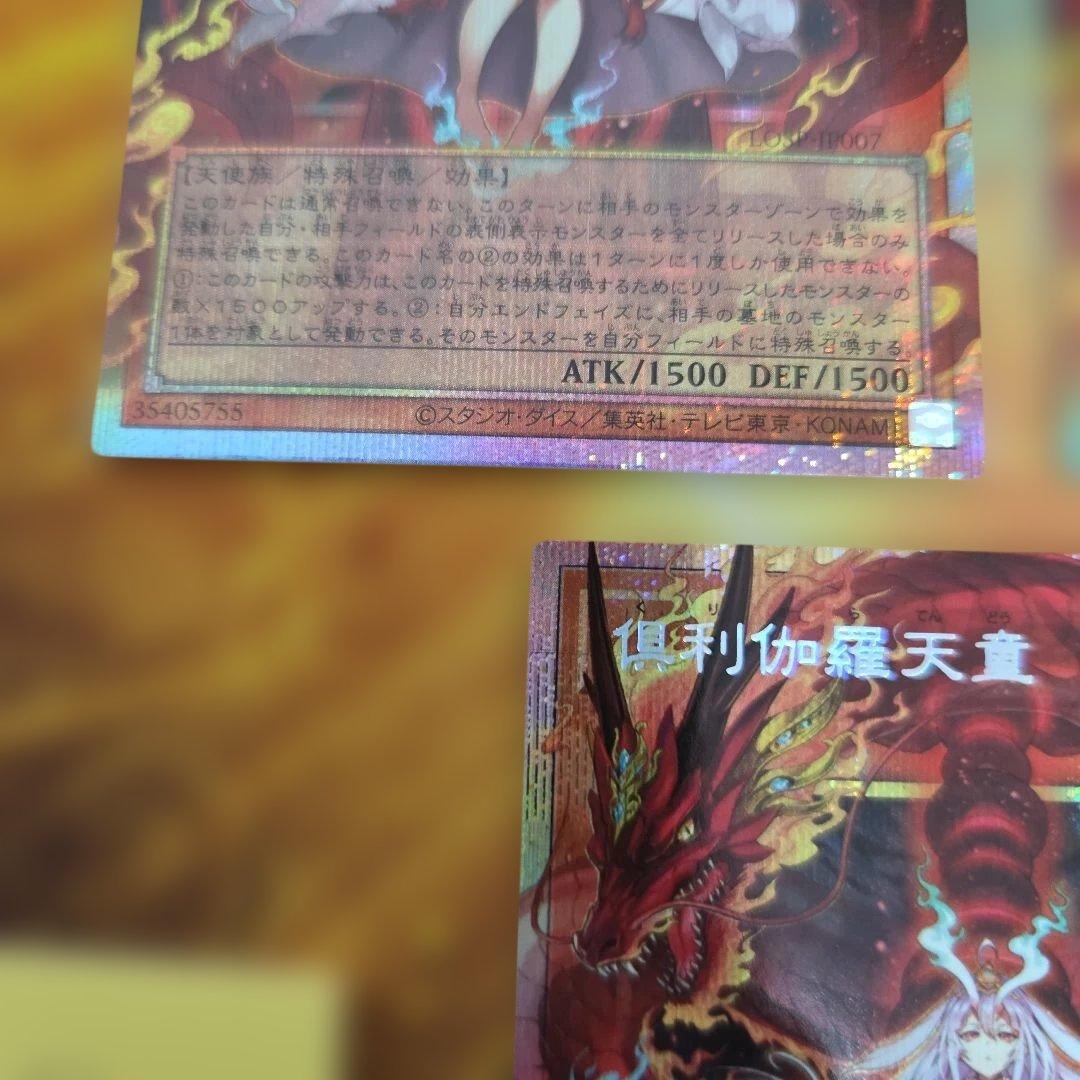 LOSP-JP007
【天使族／特殊召喚／効果】
このカードは通常召喚できない。このターンに相手のモンスターゾーンで効果を
発動した自分・相手フィールドの表側表示モンスターを全てリリースした場合のみ
特殊召喚できる。このカード名の②の効果は１ターンに１度しか使用できない。
①：このカードの攻撃力は、このカードを特殊召喚するためにリリースしたモンスターの
数×１５００アップする。②：自分エンドフェイズに、相手の墓地のモンスター
１体を対象として発動できる。そのモンスターを自分フィールドに特殊召喚する。
ATK/1500 DEF/1500
35405755
©スタジオ・ダイス／集英社・テレビ東京・KONAMI
く り ら てん どう
倶利伽羅天童